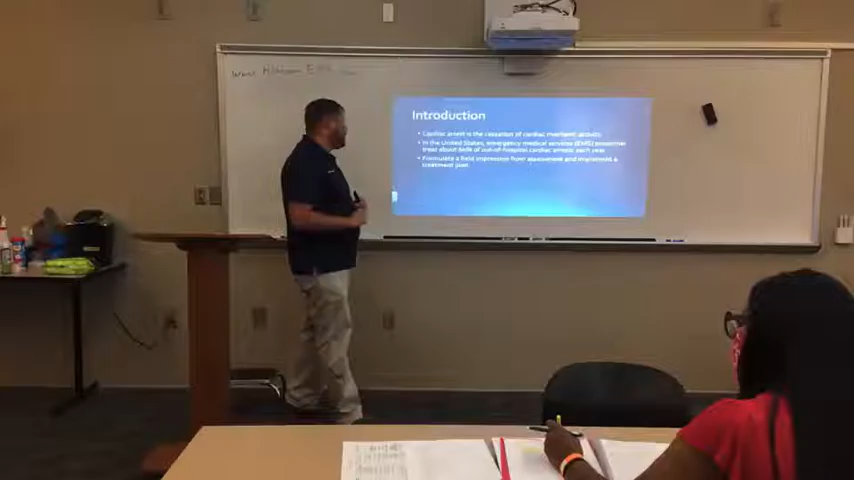 Introduction
• Cardiac arrest is the cessation of cardiac mechanical activity
• In the United States, emergency medical services (EMS) personnel
treat about of out-of-hospital cardiac arrests each year.
• Formulate a field impression from assessment and implement a
treatment plan